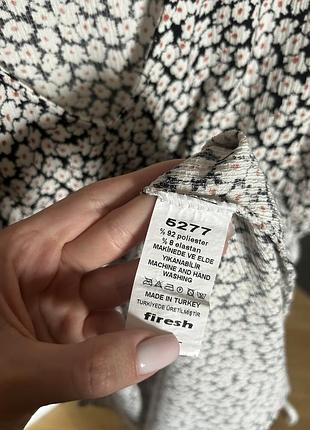 5277
% 92 poliester
% 8 elastan
MAKİNEDE VE ELDE
YIKANABİLİR
MACHINE AND HAND
WASHING
MADE IN TURKEY
TÜRKİYEDE ÜRETİLMİŞTİR
firesh